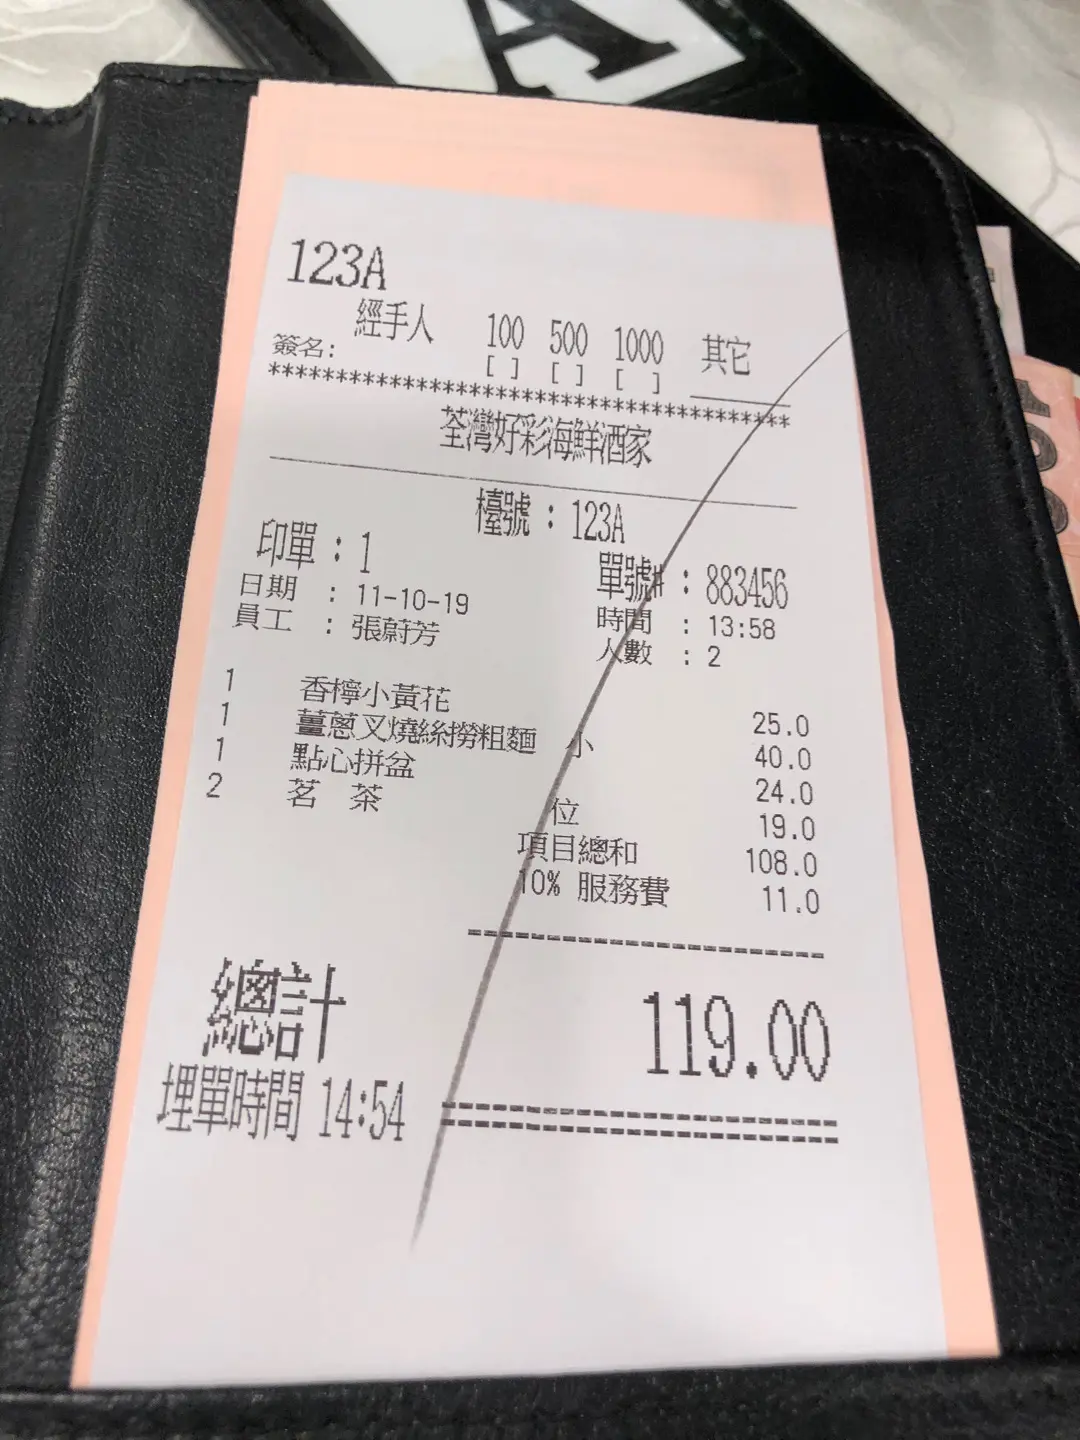 A
123A
經手人 100 500 1000 其它
簽名: [ ] [ ] [ ]
****************************************
荃灣好彩海鮮酒家
檯號 : 123A
印單 : 1 單號# : 883456
日期 : 11-10-19 時間 : 13:58
員工 : 張蔚芳 人數 : 2
1 香檸小黃花 25.0
1 薑蔥叉燒絲撈粗麵 小 40.0
1 點心拼盆 24.0
2 茗 茶 位 19.0
項目總和 108.0
10% 服務費 11.0
總計 119.00
埋單時間 14:54